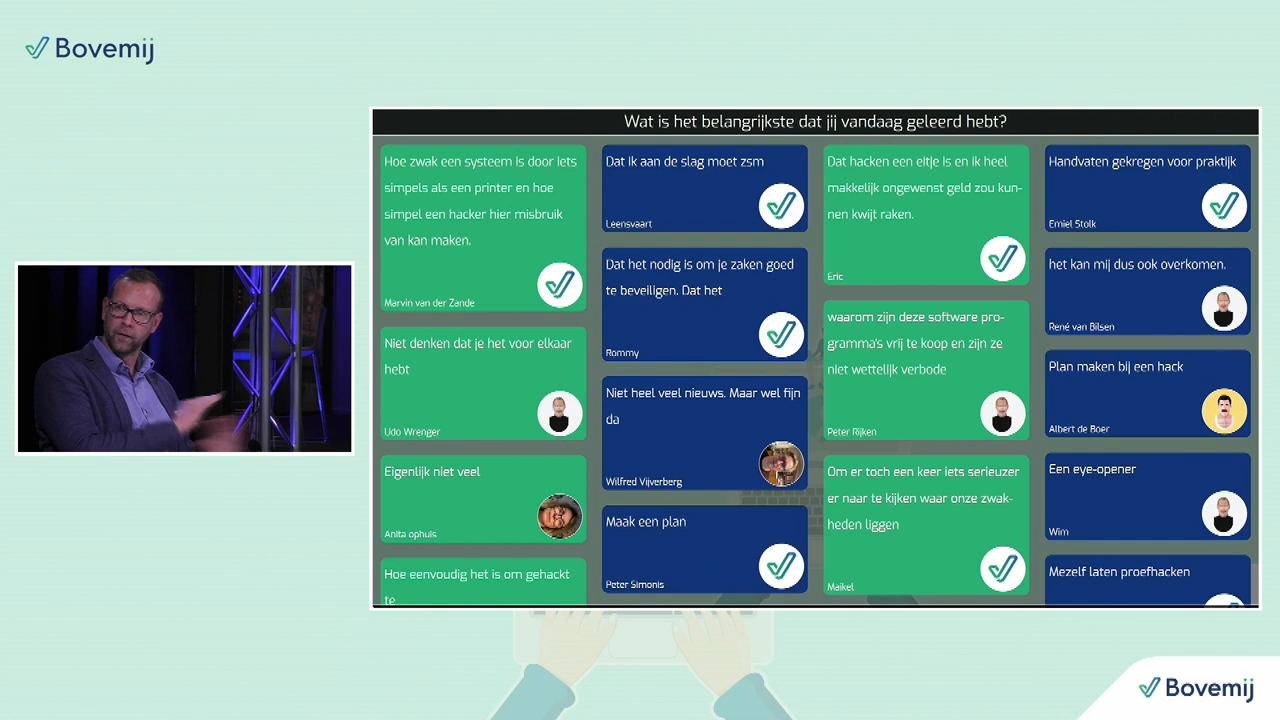 Bovemij
Wat is het belangrijkste dat jij vandaag geleerd hebt?
Hoe zwak een systeem is door iets
simpels als een printer en hoe
simpel een hacker hier misbruik
van kan maken.
Marvin van der Zande
Niet denken dat je het voor elkaar
hebt
Udo Wrenger
Eigenlijk niet veel
Anita ophuis
Hoe eenvoudig het is om gehackt
te
Dat ik aan de slag moet zsm
Leensvaart
Dat het nodig is om je zaken goed
te beveiligen. Dat het
Rommy
Niet heel veel nieuws. Maar wel fijn
da
Wilfred Vijverberg
Maak een plan
Peter Simonis
Dat hacken een eitje is en ik heel
makkelijk ongewenst geld zou kun-
nen kwijt raken.
Eric
waarom zijn deze software pro-
gramma's vrij te koop en zijn ze
niet wettelijk verbode
Peter Rijken
Om er toch een keer iets serieuzer
er naar te kijken waar onze zwak-
heden liggen
Maikel
Handvaten gekregen voor praktijk
Emiel Stolk
het kan mij dus ook overkomen.
René van Bilsen
Plan maken bij een hack
Albert de Boer
Een eye-opener
Wim
Mezelf laten proefhacken
Bovemij